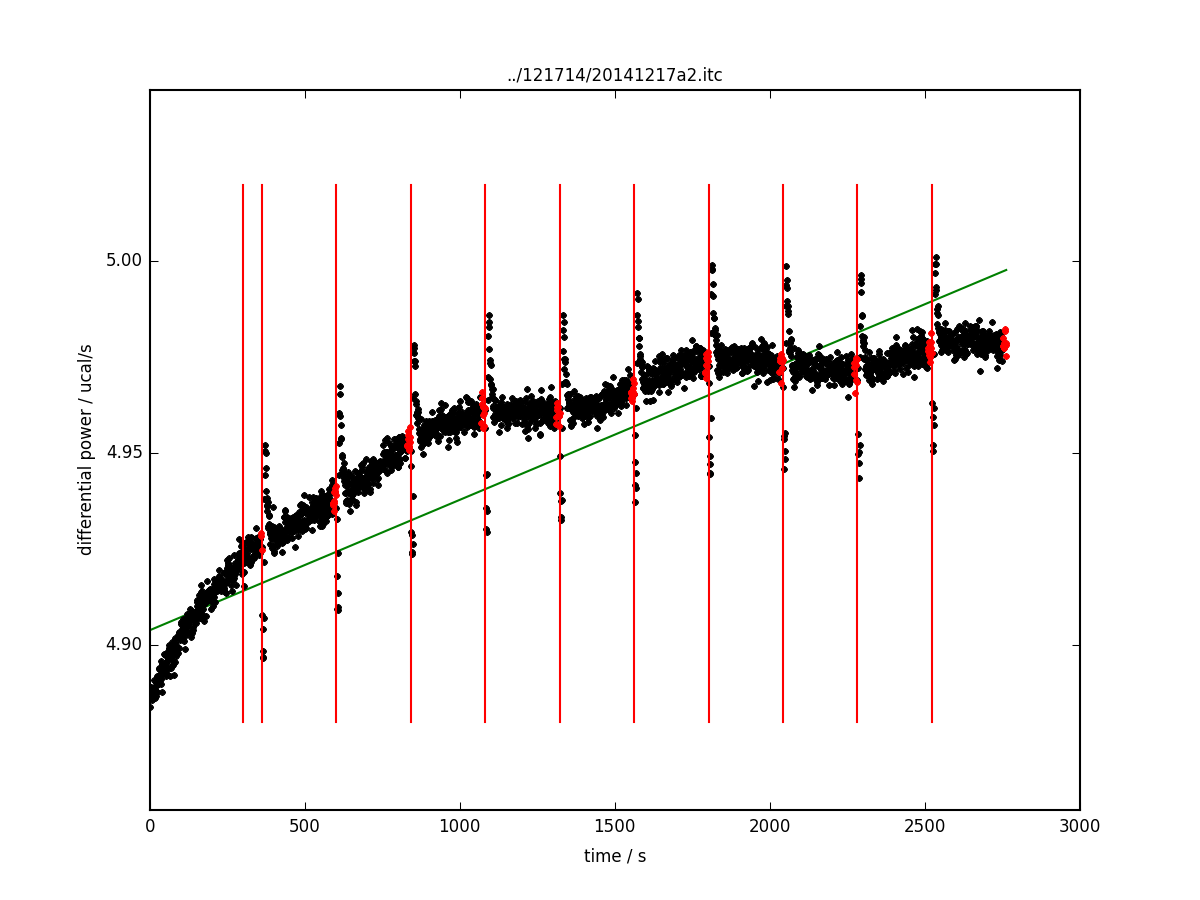 ../121714/20141217a2.itc
differential power / ucal/s
5.00
4.95
4.90
0 500 1000 1500 2000 2500 3000
time / s